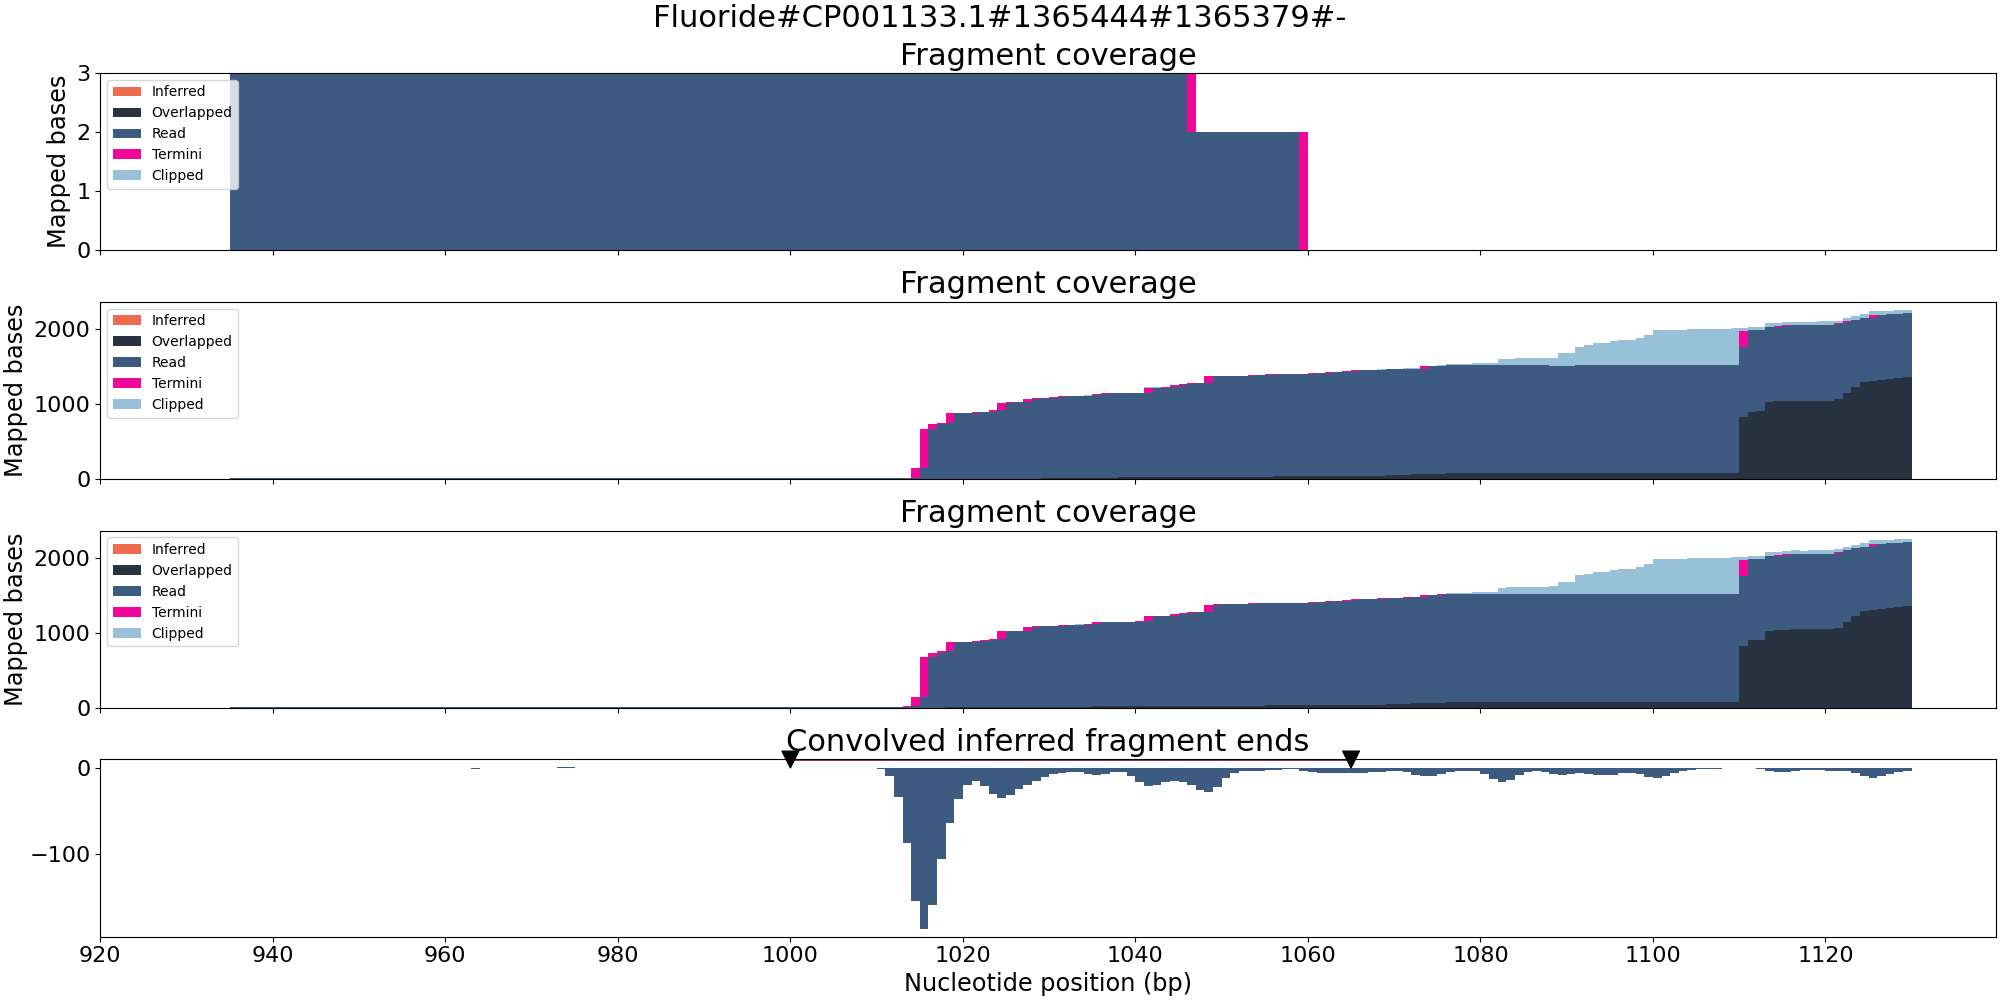 Fluoride#CP001133.1#1365444#1365379#-
Fragment coverage
Mapped bases
3
2
1
0
Inferred
Overlapped
Read
Termini
Clipped
Fragment coverage
Mapped bases
2000
1000
0
Inferred
Overlapped
Read
Termini
Clipped
Fragment coverage
Mapped bases
2000
1000
0
Inferred
Overlapped
Read
Termini
Clipped
Convolved inferred fragment ends
0
−100
920 940 960 980 1000 1020 1040 1060 1080 1100 1120
Nucleotide position (bp)